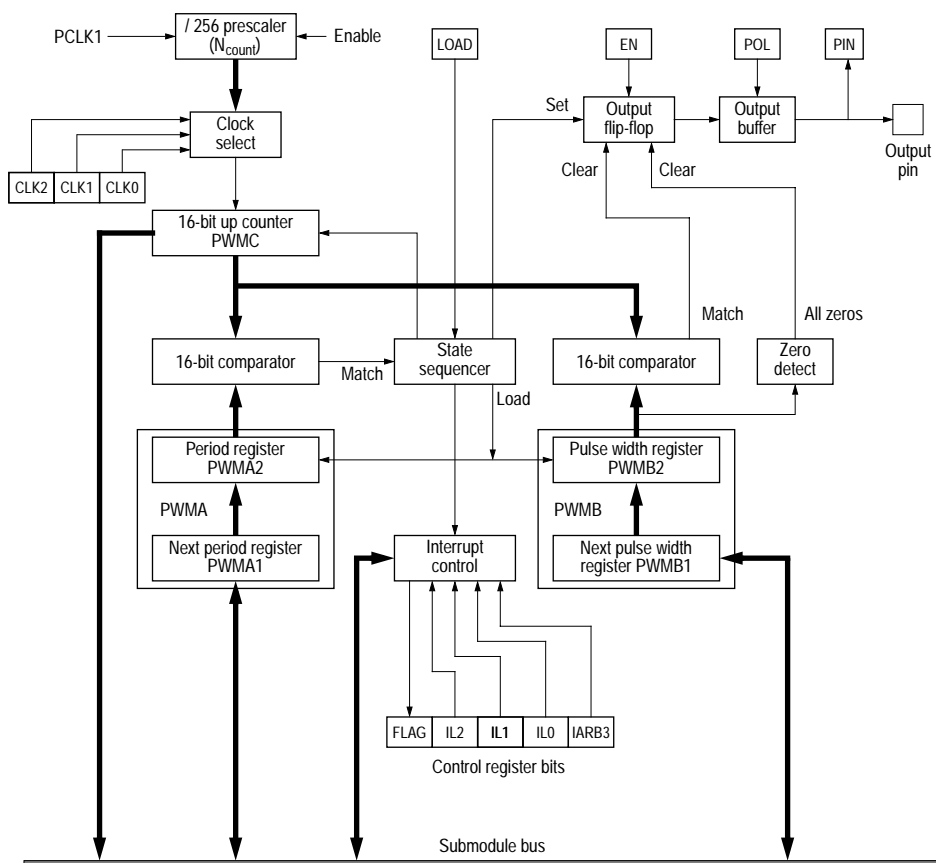 PCLK1
/ 256 prescaler
(Ncount)
Enable
LOAD
EN
POL
PIN
Clock
select
Set
Output
flip-flop
Output
buffer
Output
pin
CLK2 CLK1 CLK0
Clear
Clear
16-bit up counter
PWMC
Match
All zeros
16-bit comparator
Match
State
sequencer
16-bit comparator
Zero
detect
Load
Period register
PWMA2
Pulse width register
PWMB2
PWMA
PWMB
Next period register
PWMA1
Interrupt
control
Next pulse width
register PWMB1
FLAG IL2 IL1 IL0 IARB3
Control register bits
Submodule bus